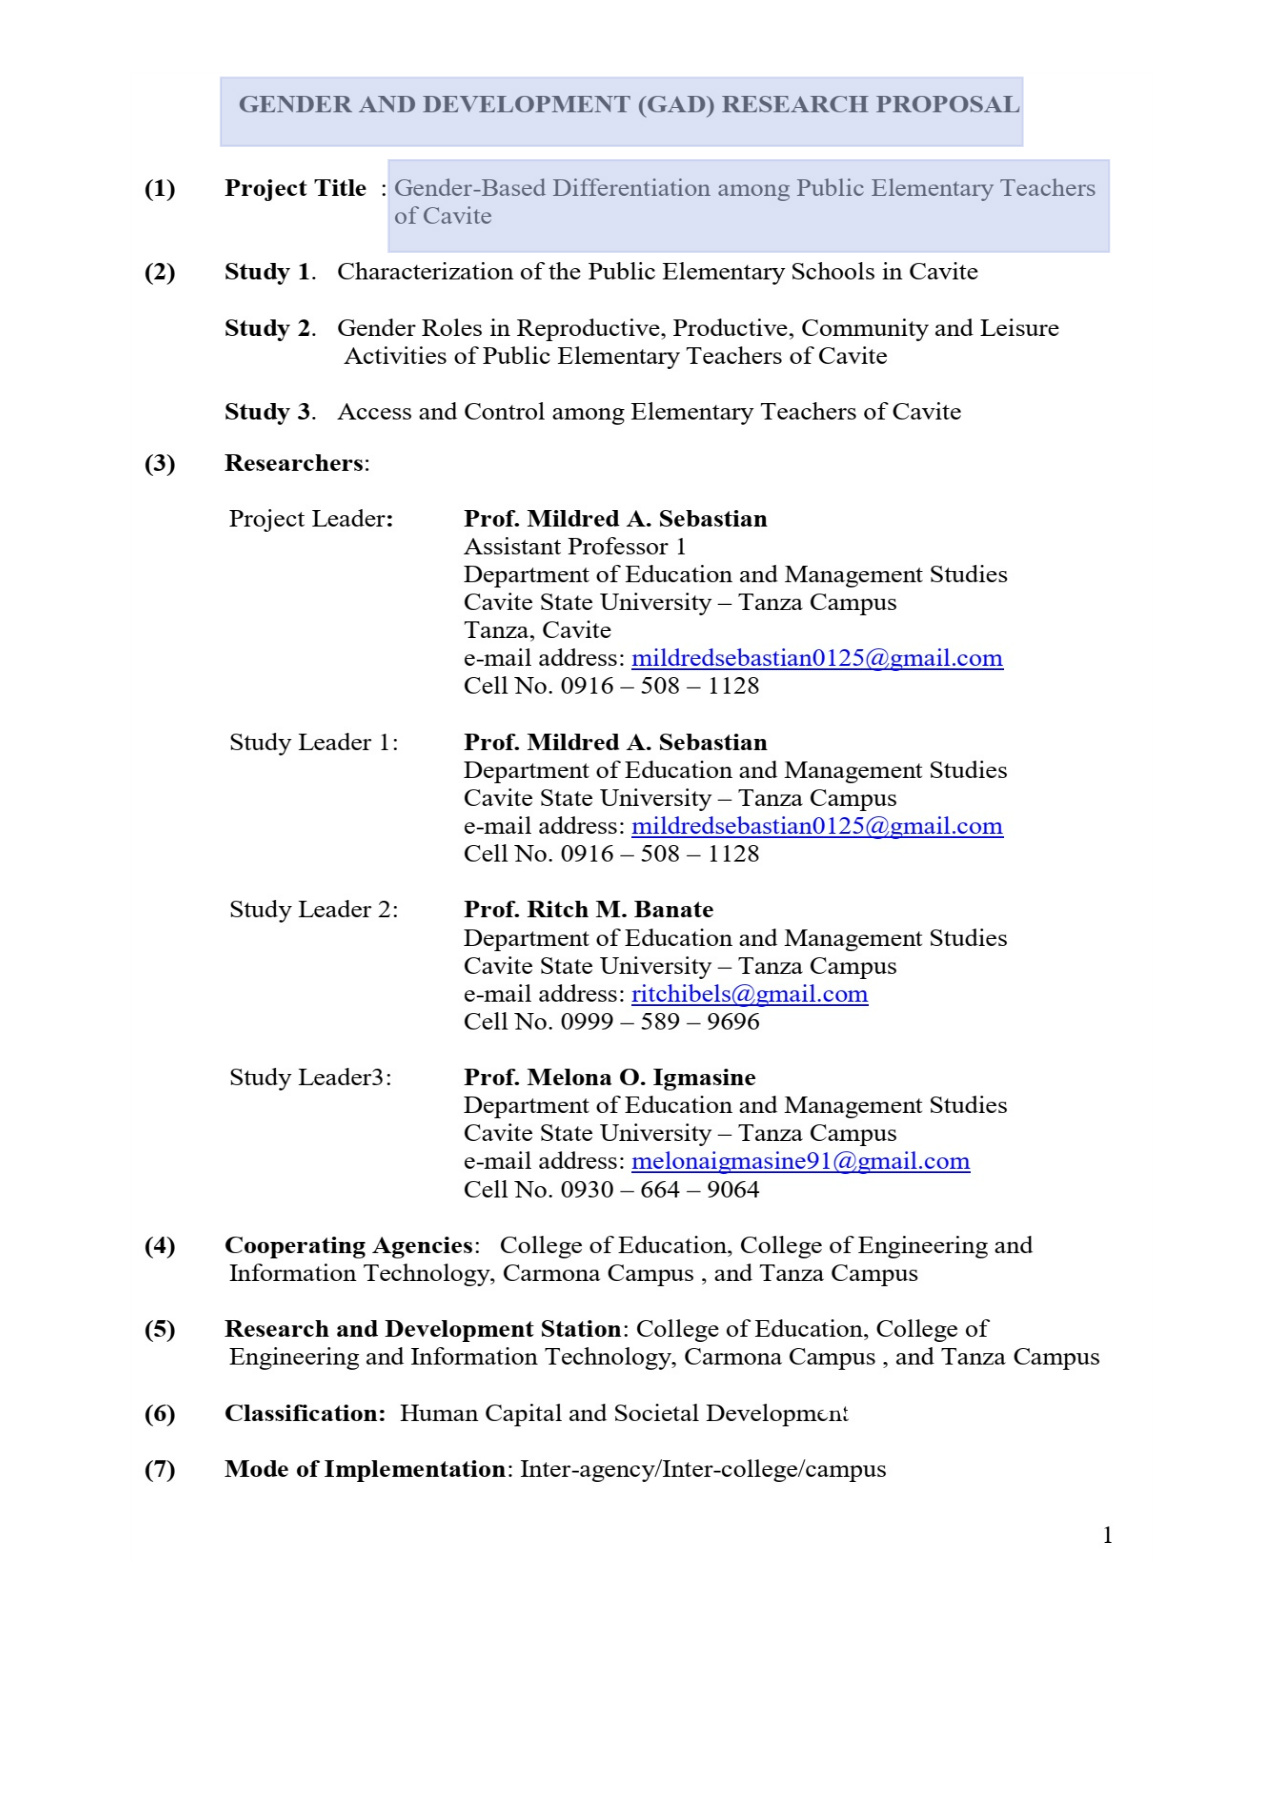 GENDER AND DEVELOPMENT (GAD) RESEARCH PROPOSAL
(1) Project Title : Gender-Based Differentiation among Public Elementary Teachers
of Cavite
(2) Study 1. Characterization of the Public Elementary Schools in Cavite
Study 2. Gender Roles in Reproductive, Productive, Community and Leisure
Activities of Public Elementary Teachers of Cavite
Study 3. Access and Control among Elementary Teachers of Cavite
(3) Researchers:
Project Leader: Prof. Mildred A. Sebastian
Assistant Professor 1
Department of Education and Management Studies
Cavite State University – Tanza Campus
Tanza, Cavite
e-mail address: mildredsebastian0125@gmail.com
Cell No. 0916 – 508 – 1128
Study Leader 1: Prof. Mildred A. Sebastian
Department of Education and Management Studies
Cavite State University – Tanza Campus
e-mail address: mildredsebastian0125@gmail.com
Cell No. 0916 – 508 – 1128
Study Leader 2: Prof. Ritch M. Banate
Department of Education and Management Studies
Cavite State University – Tanza Campus
e-mail address: ritchibels@gmail.com
Cell No. 0999 – 589 – 9696
Study Leader3: Prof. Melona O. Igmasine
Department of Education and Management Studies
Cavite State University – Tanza Campus
e-mail address: melonaigmasine91@gmail.com
Cell No. 0930 – 664 – 9064
(4) Cooperating Agencies: College of Education, College of Engineering and
Information Technology, Carmona Campus , and Tanza Campus
(5) Research and Development Station: College of Education, College of
Engineering and Information Technology, Carmona Campus , and Tanza Campus
(6) Classification: Human Capital and Societal Development
(7) Mode of Implementation: Inter-agency/Inter-college/campus
1